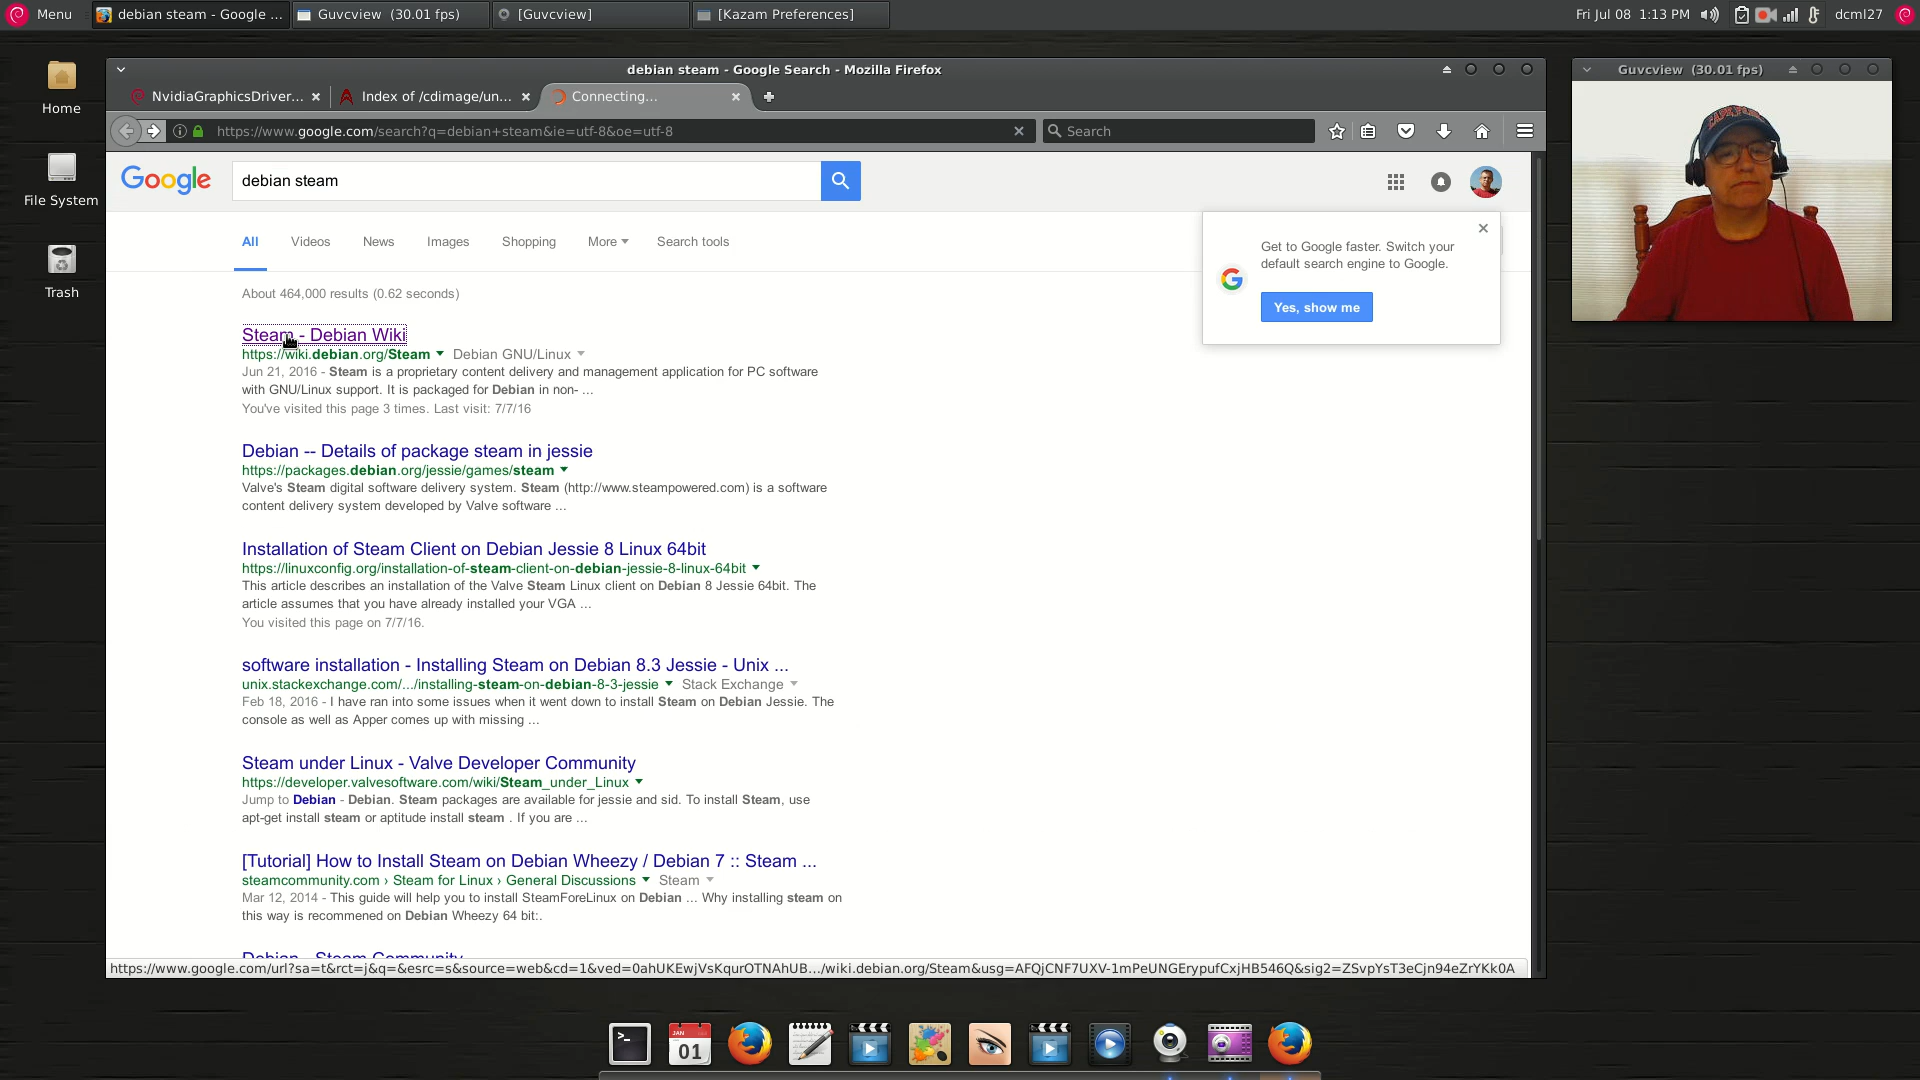 Menu
debian steam - Google ...
Guvcview (30.01 fps)
[Guvcview]
[Kazam Preferences]
Fri Jul 08 1:13 PM
dcml27
Home
File System
Trash
debian steam - Google Search - Mozilla Firefox
NvidiaGraphicsDriver...
Index of /cdimage/un...
Connecting...
https://www.google.com/search?q=debian+steam&ie=utf-8&oe=utf-8
Search
Google
debian steam
All
Videos
News
Images
Shopping
More
Search tools
Get to Google faster. Switch your
default search engine to Google.
Yes, show me
About 464,000 results (0.62 seconds)
Steam - Debian Wiki
https://wiki.debian.org/Steam Debian GNU/Linux
Jun 21, 2016 - Steam is a proprietary content delivery and management application for PC software
with GNU/Linux support. It is packaged for Debian in non- ...
You've visited this page 3 times. Last visit: 7/7/16
Debian -- Details of package steam in jessie
https://packages.debian.org/jessie/games/steam
Valve's Steam digital software delivery system. Steam (http://www.steampowered.com) is a software
content delivery system developed by Valve software ...
Installation of Steam Client on Debian Jessie 8 Linux 64bit
https://linuxconfig.org/installation-of-steam-client-on-debian-jessie-8-linux-64bit
This article describes an installation of the Valve Steam Linux client on Debian 8 Jessie 64bit. The
article assumes that you have already installed your VGA ...
You visited this page on 7/7/16.
software installation - Installing Steam on Debian 8.3 Jessie - Unix ...
unix.stackexchange.com/.../installing-steam-on-debian-8-3-jessie Stack Exchange
Feb 18, 2016 - I have ran into some issues when it went down to install Steam on Debian Jessie. The
console as well as Apper comes up with missing ...
Steam under Linux - Valve Developer Community
https://developer.valvesoftware.com/wiki/Steam_under_Linux
Jump to Debian - Debian. Steam packages are available for jessie and sid. To install Steam, use
apt-get install steam or aptitude install steam . If you are ...
[Tutorial] How to Install Steam on Debian Wheezy / Debian 7 :: Steam ...
steamcommunity.com › Steam for Linux › General Discussions Steam
Mar 12, 2014 - This guide will help you to install SteamForeLinux on Debian ... Why installing steam on
this way is recommened on Debian Wheezy 64 bit:.
Debian - Steam Community
https://www.google.com/url?sa=t&rct=j&q=&esrc=s&source=web&cd=1&ved=0ahUKEwjVsKqurOTNAhUB.../wiki.debian.org/Steam&usg=AFQjCNF7UXV-1mPeUNGErypufCxjHB546Q&sig2=ZSvpYsT3eCjn94eZrYKk0A
Guvcview (30.01 fps)
JAN
01